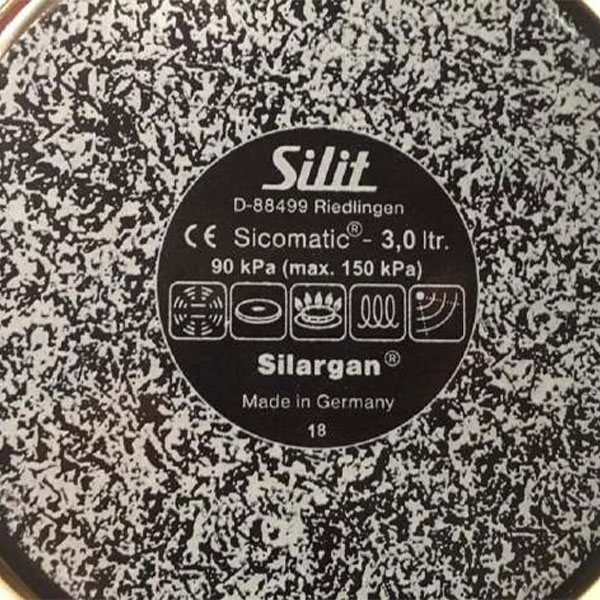 Silit
D-88499 Riedlingen
CE Sicomatic® - 3,0 ltr.
90 kPa (max. 150 kPa)
Silargan®
Made in Germany
18